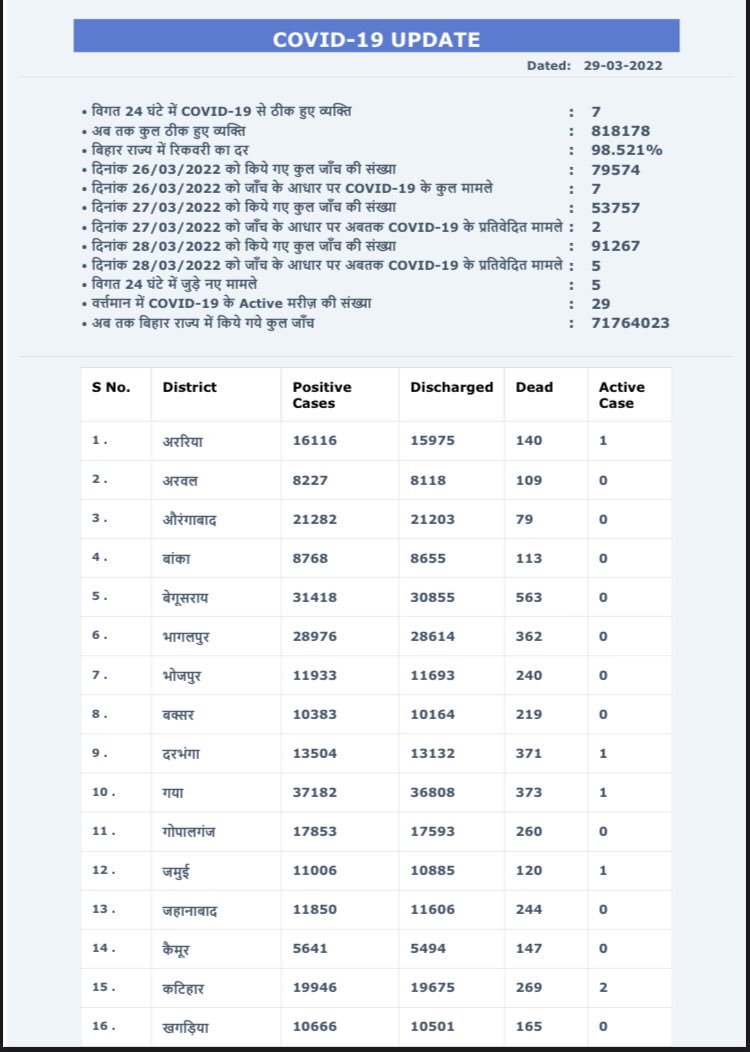 COVID-19 UPDATE
Dated: 29-03-2022
• विगत 24 घंटे में COVID-19 से ठीक हुए व्यक्ति : 7
• अब तक कुल ठीक हुए व्यक्ति : 818178
• बिहार राज्य में रिकवरी का दर : 98.521%
• दिनांक 26/03/2022 को किये गए कुल जाँच की संख्या : 79574
• दिनांक 26/03/2022 को जाँच के आधार पर COVID-19 के कुल मामले : 7
• दिनांक 27/03/2022 को किये गए कुल जाँच की संख्या : 53757
• दिनांक 27/03/2022 को जाँच के आधार पर अबतक COVID-19 के प्रतिवेदित मामले : 2
• दिनांक 28/03/2022 को किये गए कुल जाँच की संख्या : 91267
• दिनांक 28/03/2022 को जाँच के आधार पर अबतक COVID-19 के प्रतिवेदित मामले : 5
• विगत 24 घंटे में जुड़े नए मामले : 5
• वर्त्तमान में COVID-19 के Active मरीज़ की संख्या : 29
• अब तक बिहार राज्य में किये गये कुल जाँच : 71764023
S No. District Positive Cases Discharged Dead Active Case
1 . अररिया 16116 15975 140 1
2 . अरवल 8227 8118 109 0
3 . औरंगाबाद 21282 21203 79 0
4 . बांका 8768 8655 113 0
5 . बेगूसराय 31418 30855 563 0
6 . भागलपुर 28976 28614 362 0
7 . भोजपुर 11933 11693 240 0
8 . बक्सर 10383 10164 219 0
9 . दरभंगा 13504 13132 371 1
10 . गया 37182 36808 373 1
11 . गोपालगंज 17853 17593 260 0
12 . जमुई 11006 10885 120 1
13 . जहानाबाद 11850 11606 244 0
14 . कैमूर 5641 5494 147 0
15 . कटिहार 19946 19675 269 2
16 . खगड़िया 10666 10501 165 0